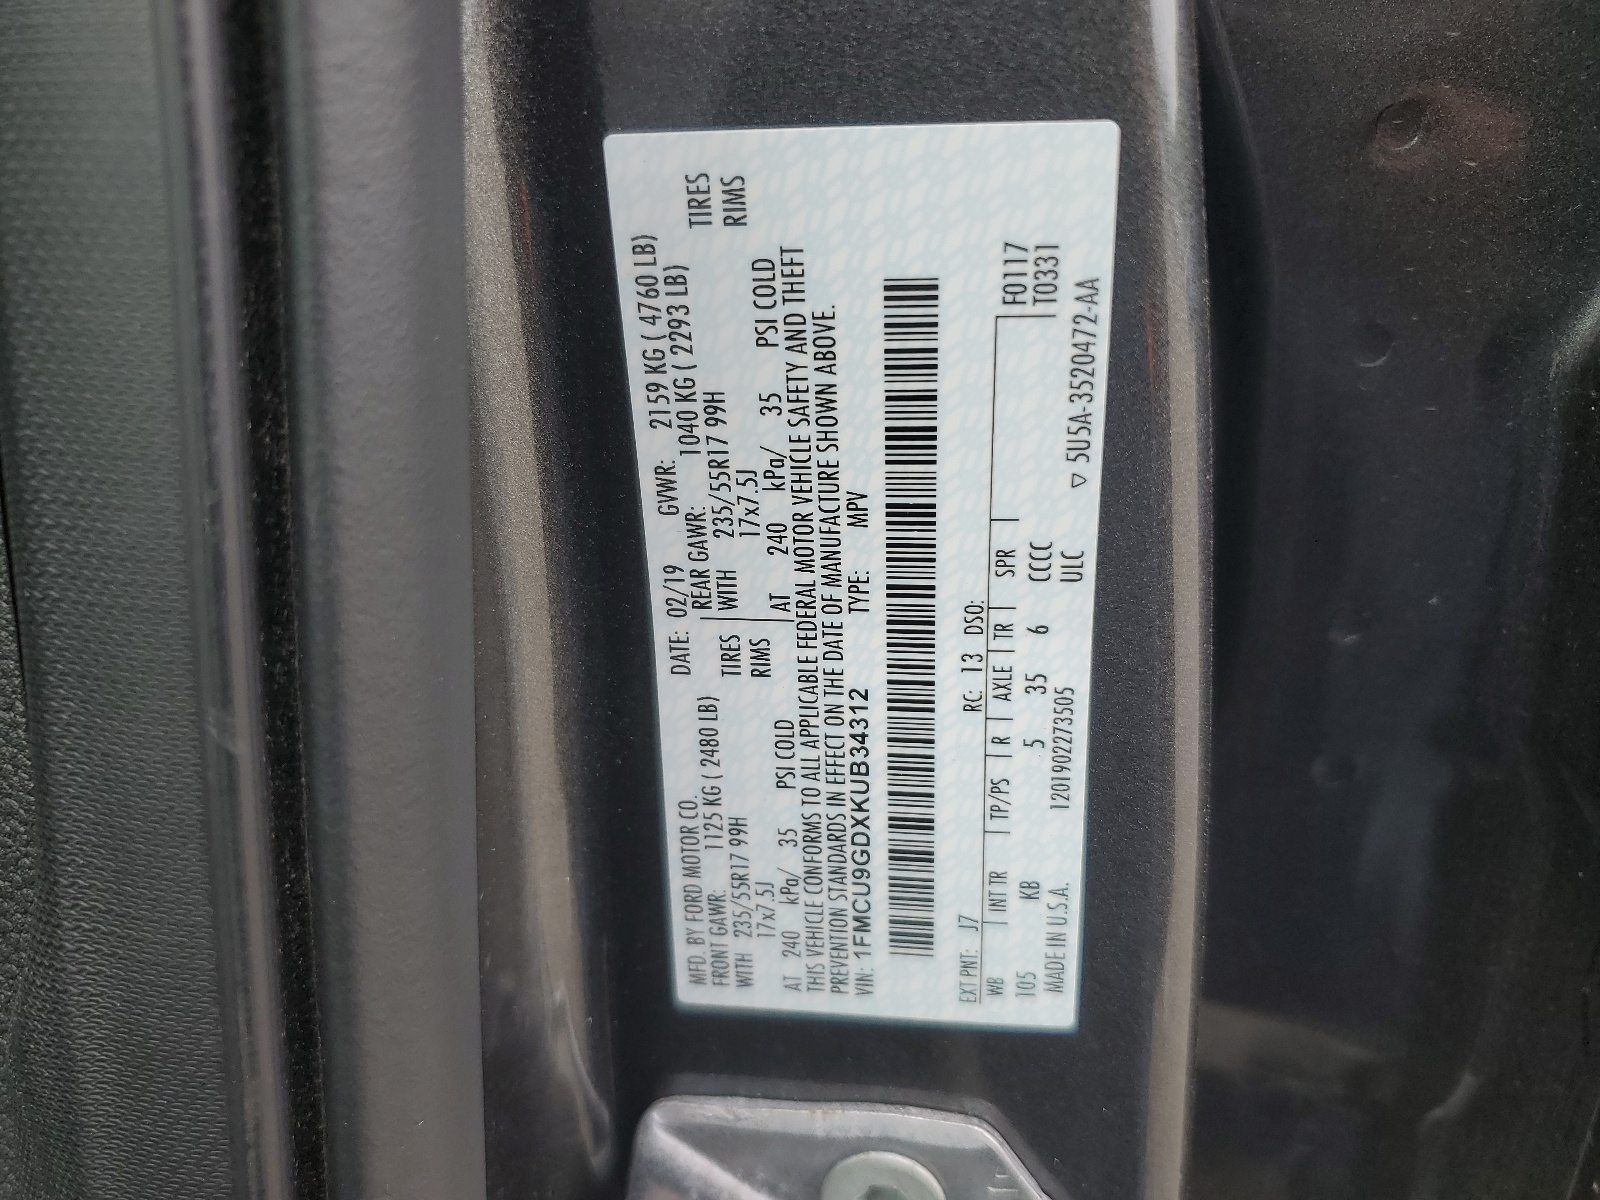 MFD. BY FORD MOTOR CO.
DATE: 02/19 GVWR: 2159 KG ( 4760 LB)
FRONT GAWR: 1125 KG ( 2480 LB) REAR GAWR: 1040 KG ( 2293 LB)
WITH 235/55R17 99H TIRES WITH 235/55R17 99H TIRES
17x7.5J RIMS 17x7.5J RIMS
AT 240 kPa/ 35 PSI COLD AT 240 kPa/ 35 PSI COLD
THIS VEHICLE CONFORMS TO ALL APPLICABLE FEDERAL MOTOR VEHICLE SAFETY AND THEFT
PREVENTION STANDARDS IN EFFECT ON THE DATE OF MANUFACTURE SHOWN ABOVE.
VIN: 1FMCU9GDXKUB34312 TYPE: MPV
EXT PNT: J7 RC: 13 DSO: F0117
WB INT TR TP/PS R AXLE TR SPR T0331
105 KB 5 35 6 CCCC
MADE IN U.S.A. 1201902273505 ULC ▽ 5U5A-3520472-AA